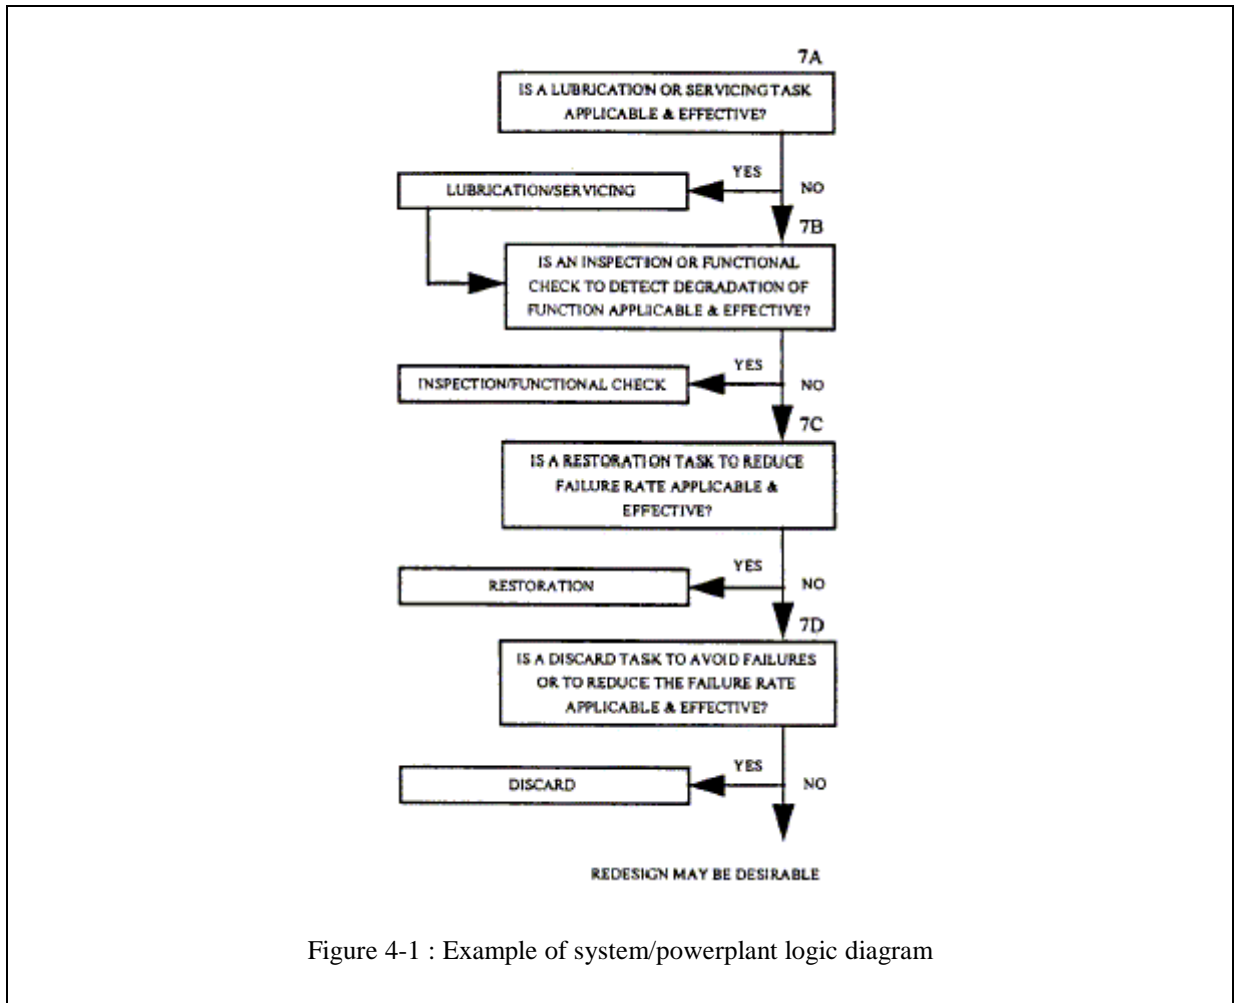 7A
IS A LUBRICATION OR SERVICING TASK
APPLICABLE & EFFECTIVE?
YES
LUBRICATION/SERVICING
NO
7B
IS AN INSPECTION OR FUNCTIONAL
CHECK TO DETECT DEGRADATION OF
FUNCTION APPLICABLE & EFFECTIVE?
YES
INSPECTION/FUNCTIONAL CHECK
NO
7C
IS A RESTORATION TASK TO REDUCE
FAILURE RATE APPLICABLE &
EFFECTIVE?
YES
RESTORATION
NO
7D
IS A DISCARD TASK TO AVOID FAILURES
OR TO REDUCE THE FAILURE RATE
APPLICABLE & EFFECTIVE?
YES
DISCARD
NO
REDESIGN MAY BE DESIRABLE
Figure 4-1 : Example of system/powerplant logic diagram